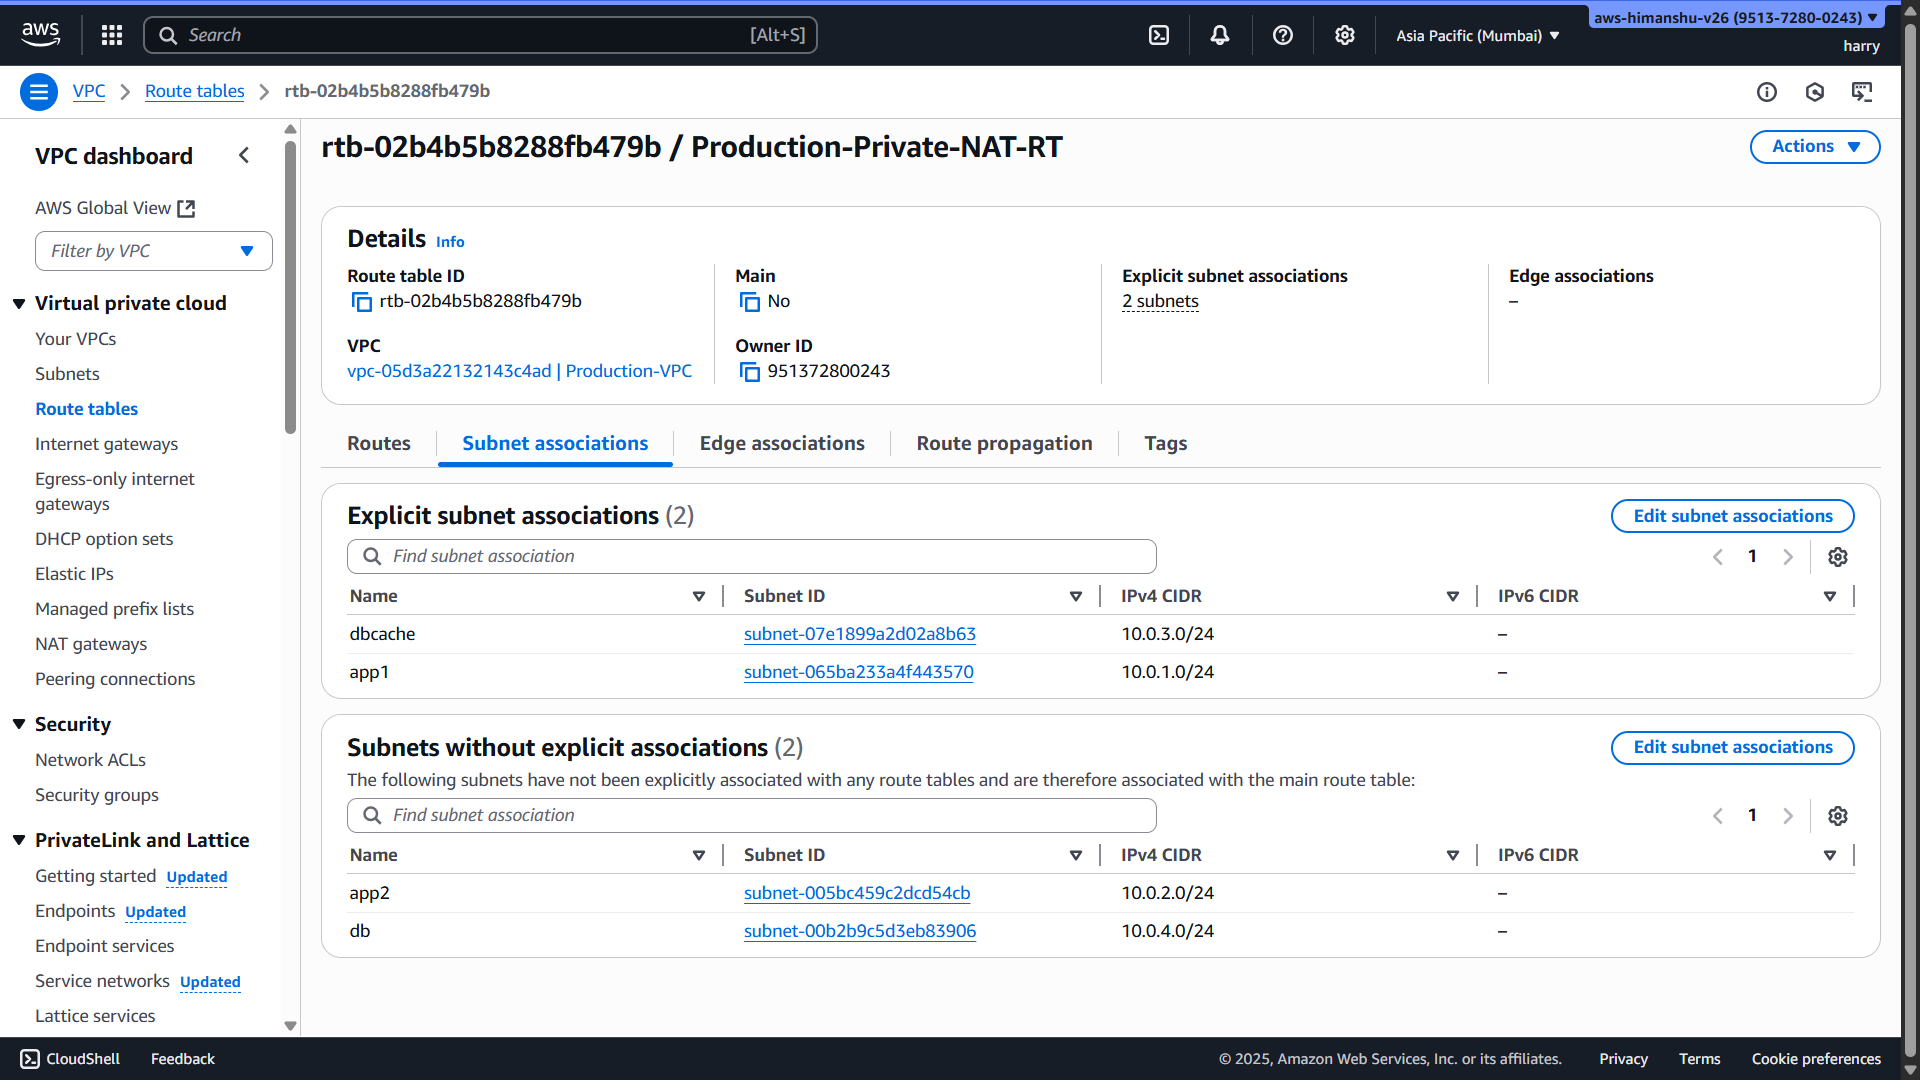 aws
Search [Alt+S]
Asia Pacific (Mumbai)
aws-himanshu-v26 (9513-7280-0243)
harry
VPC
Route tables
rtb-02b4b5b8288fb479b
VPC dashboard
AWS Global View
Filter by VPC
Virtual private cloud
Your VPCs
Subnets
Route tables
Internet gateways
Egress-only internet
gateways
DHCP option sets
Elastic IPs
Managed prefix lists
NAT gateways
Peering connections
Security
Network ACLs
Security groups
PrivateLink and Lattice
Getting started Updated
Endpoints Updated
Endpoint services
Service networks Updated
Lattice services
rtb-02b4b5b8288fb479b / Production-Private-NAT-RT
Actions
Details Info
Route table ID
rtb-02b4b5b8288fb479b
Main
No
Explicit subnet associations
2 subnets
Edge associations
–
VPC
vpc-05d3a22132143c4ad | Production-VPC
Owner ID
951372800243
Routes Subnet associations Edge associations Route propagation Tags
Explicit subnet associations (2)
Edit subnet associations
Find subnet association
1
Name Subnet ID IPv4 CIDR IPv6 CIDR
dbcache subnet-07e1899a2d02a8b63 10.0.3.0/24 –
app1 subnet-065ba233a4f443570 10.0.1.0/24 –
Subnets without explicit associations (2)
Edit subnet associations
The following subnets have not been explicitly associated with any route tables and are therefore associated with the main route table:
Find subnet association
1
Name Subnet ID IPv4 CIDR IPv6 CIDR
app2 subnet-005bc459c2dcd54cb 10.0.2.0/24 –
db subnet-00b2b9c5d3eb83906 10.0.4.0/24 –
CloudShell Feedback
© 2025, Amazon Web Services, Inc. or its affiliates. Privacy Terms Cookie preferences